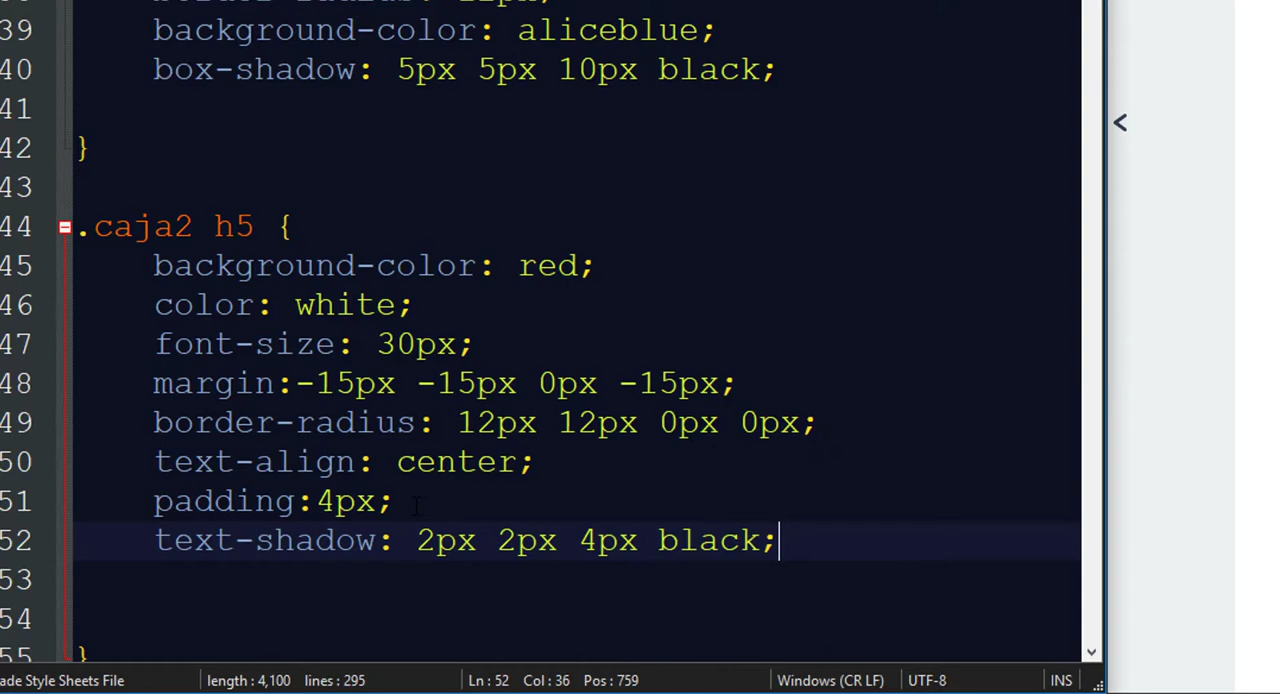 39 background-color: aliceblue;
40 box-shadow: 5px 5px 10px black;
41
42 }
43
44 .caja2 h5 {
45 background-color: red;
46 color: white;
47 font-size: 30px;
48 margin:-15px -15px 0px -15px;
49 border-radius: 12px 12px 0px 0px;
50 text-align: center;
51 padding:4px;
52 text-shadow: 2px 2px 4px black;
53
54
55 }
ade Style Sheets File length : 4,100 lines : 295 Ln : 52 Col : 36 Pos : 759 Windows (CR LF) UTF-8 INS